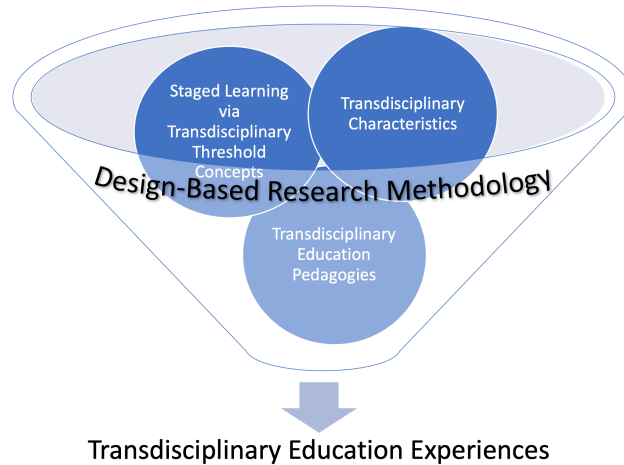 Staged Learning
via
Transdisciplinary
Threshold
Concepts
Transdisciplinary
Characteristics
Design-Based Research Methodology
Transdisciplinary
Education
Pedagogies
Transdisciplinary Education Experiences